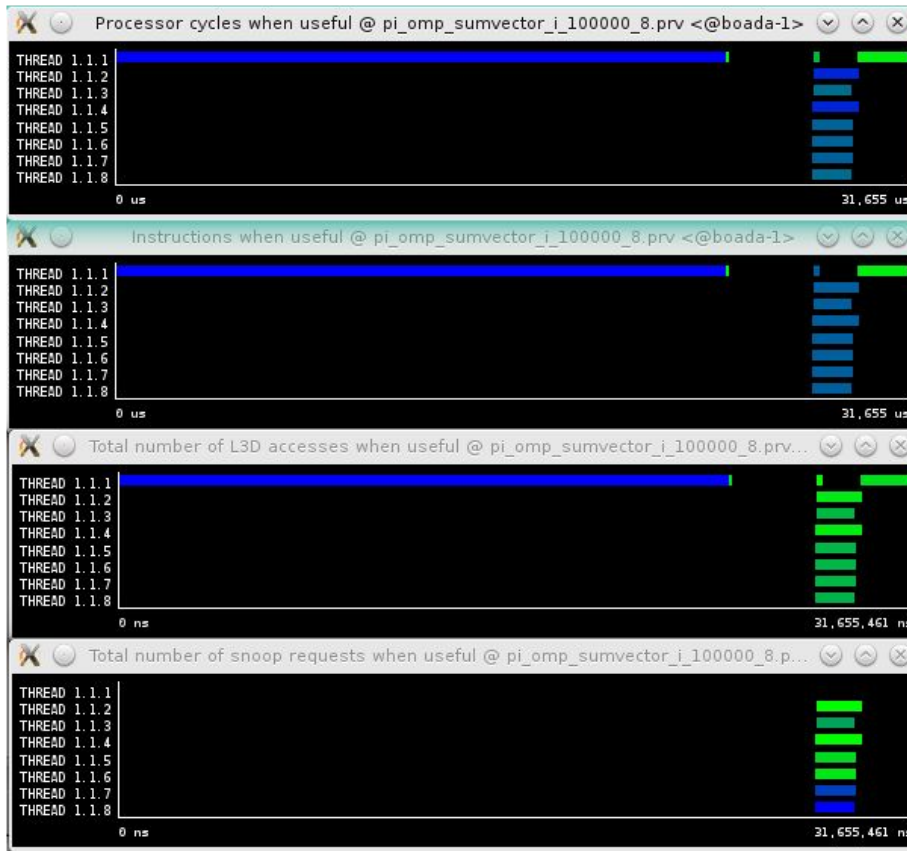 Processor cycles when useful @ pi_omp_sumvector_i_100000_8.prv <@boada-1>
THREAD 1.1.1
THREAD 1.1.2
THREAD 1.1.3
THREAD 1.1.4
THREAD 1.1.5
THREAD 1.1.6
THREAD 1.1.7
THREAD 1.1.8
0 us 31,655 us
Instructions when useful @ pi_omp_sumvector_i_100000_8.prv <@boada-1>
THREAD 1.1.1
THREAD 1.1.2
THREAD 1.1.3
THREAD 1.1.4
THREAD 1.1.5
THREAD 1.1.6
THREAD 1.1.7
THREAD 1.1.8
0 us 31,655 us
Total number of L3D accesses when useful @ pi_omp_sumvector_i_100000_8.prv...
THREAD 1.1.1
THREAD 1.1.2
THREAD 1.1.3
THREAD 1.1.4
THREAD 1.1.5
THREAD 1.1.6
THREAD 1.1.7
THREAD 1.1.8
0 ns 31,655,461 ns
Total number of snoop requests when useful @ pi_omp_sumvector_i_100000_8.p...
THREAD 1.1.1
THREAD 1.1.2
THREAD 1.1.3
THREAD 1.1.4
THREAD 1.1.5
THREAD 1.1.6
THREAD 1.1.7
THREAD 1.1.8
0 ns 31,655,461 ns